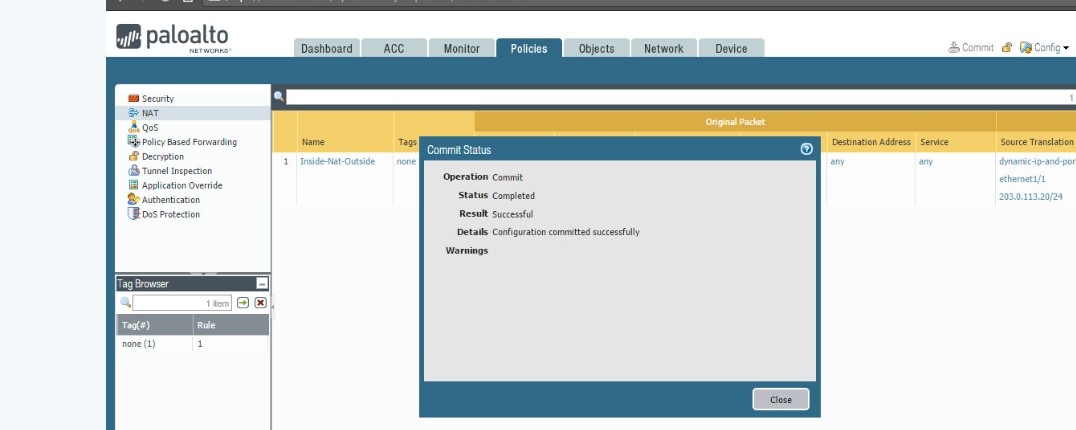 paloalto
NETWORKS
Dashboard ACC Monitor Policies Objects Network Device
Commit Config
Security
NAT
QoS
Policy Based Forwarding
Decryption
Tunnel Inspection
Application Override
Authentication
DoS Protection
1
Original Packet
Name Tags Destination Address Service Source Translation
1 Inside-Nat-Outside none any any dynamic-ip-and-por
ethernet1/1
203.0.113.20/24
Commit Status
Operation Commit
Status Completed
Result Successful
Details Configuration committed successfully
Warnings
Close
Tag Browser
1 item
Tag(#) Rule
none (1) 1